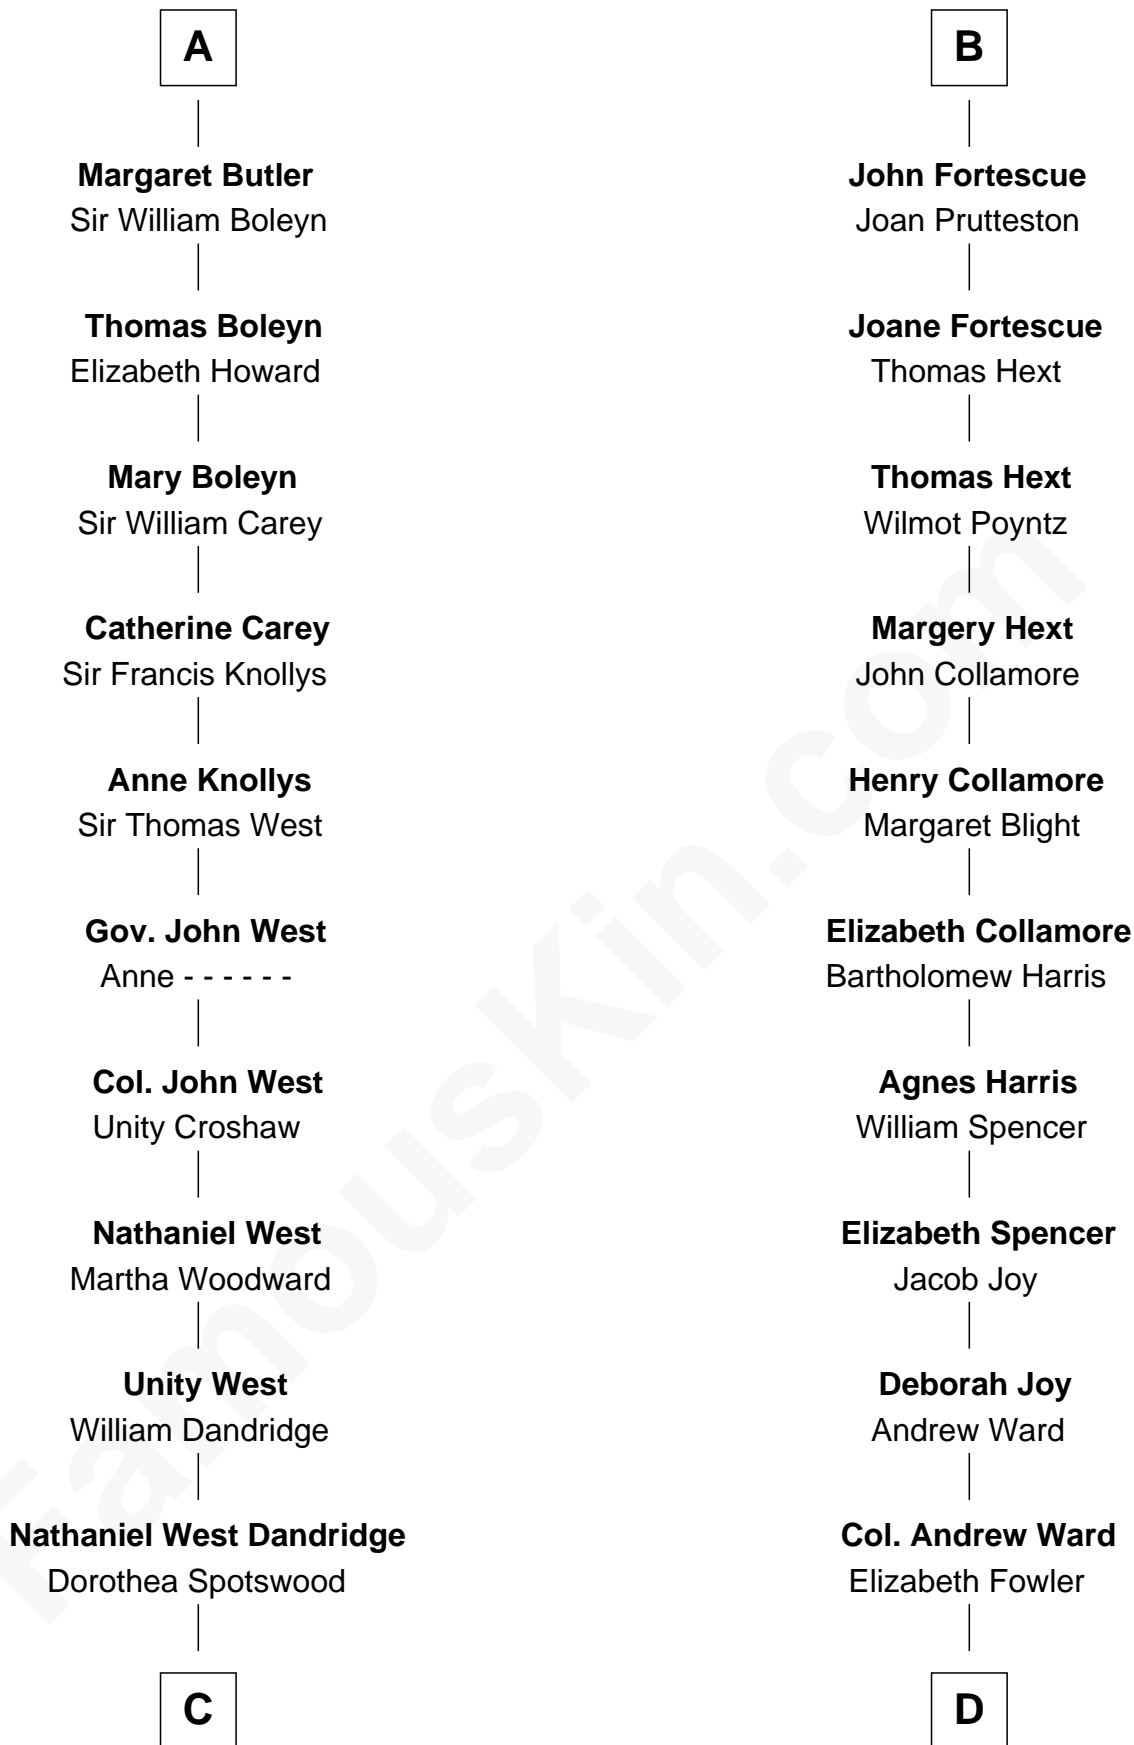 A
Margaret Butler
Sir William Boleyn
Thomas Boleyn
Elizabeth Howard
Mary Boleyn
Sir William Carey
Catherine Carey
Sir Francis Knollys
Anne Knollys
Sir Thomas West
Gov. John West
Anne - - - - - -
Col. John West
Unity Croshaw
Nathaniel West
Martha Woodward
Unity West
William Dandridge
Nathaniel West Dandridge
Dorothea Spotswood
C
B
John Fortescue
Joan Prutteston
Joane Fortescue
Thomas Hext
Thomas Hext
Wilmot Poyntz
Margery Hext
John Collamore
Henry Collamore
Margaret Blight
Elizabeth Collamore
Bartholomew Harris
Agnes Harris
William Spencer
Elizabeth Spencer
Jacob Joy
Deborah Joy
Andrew Ward
Col. Andrew Ward
Elizabeth Fowler
D
FamousKin.com